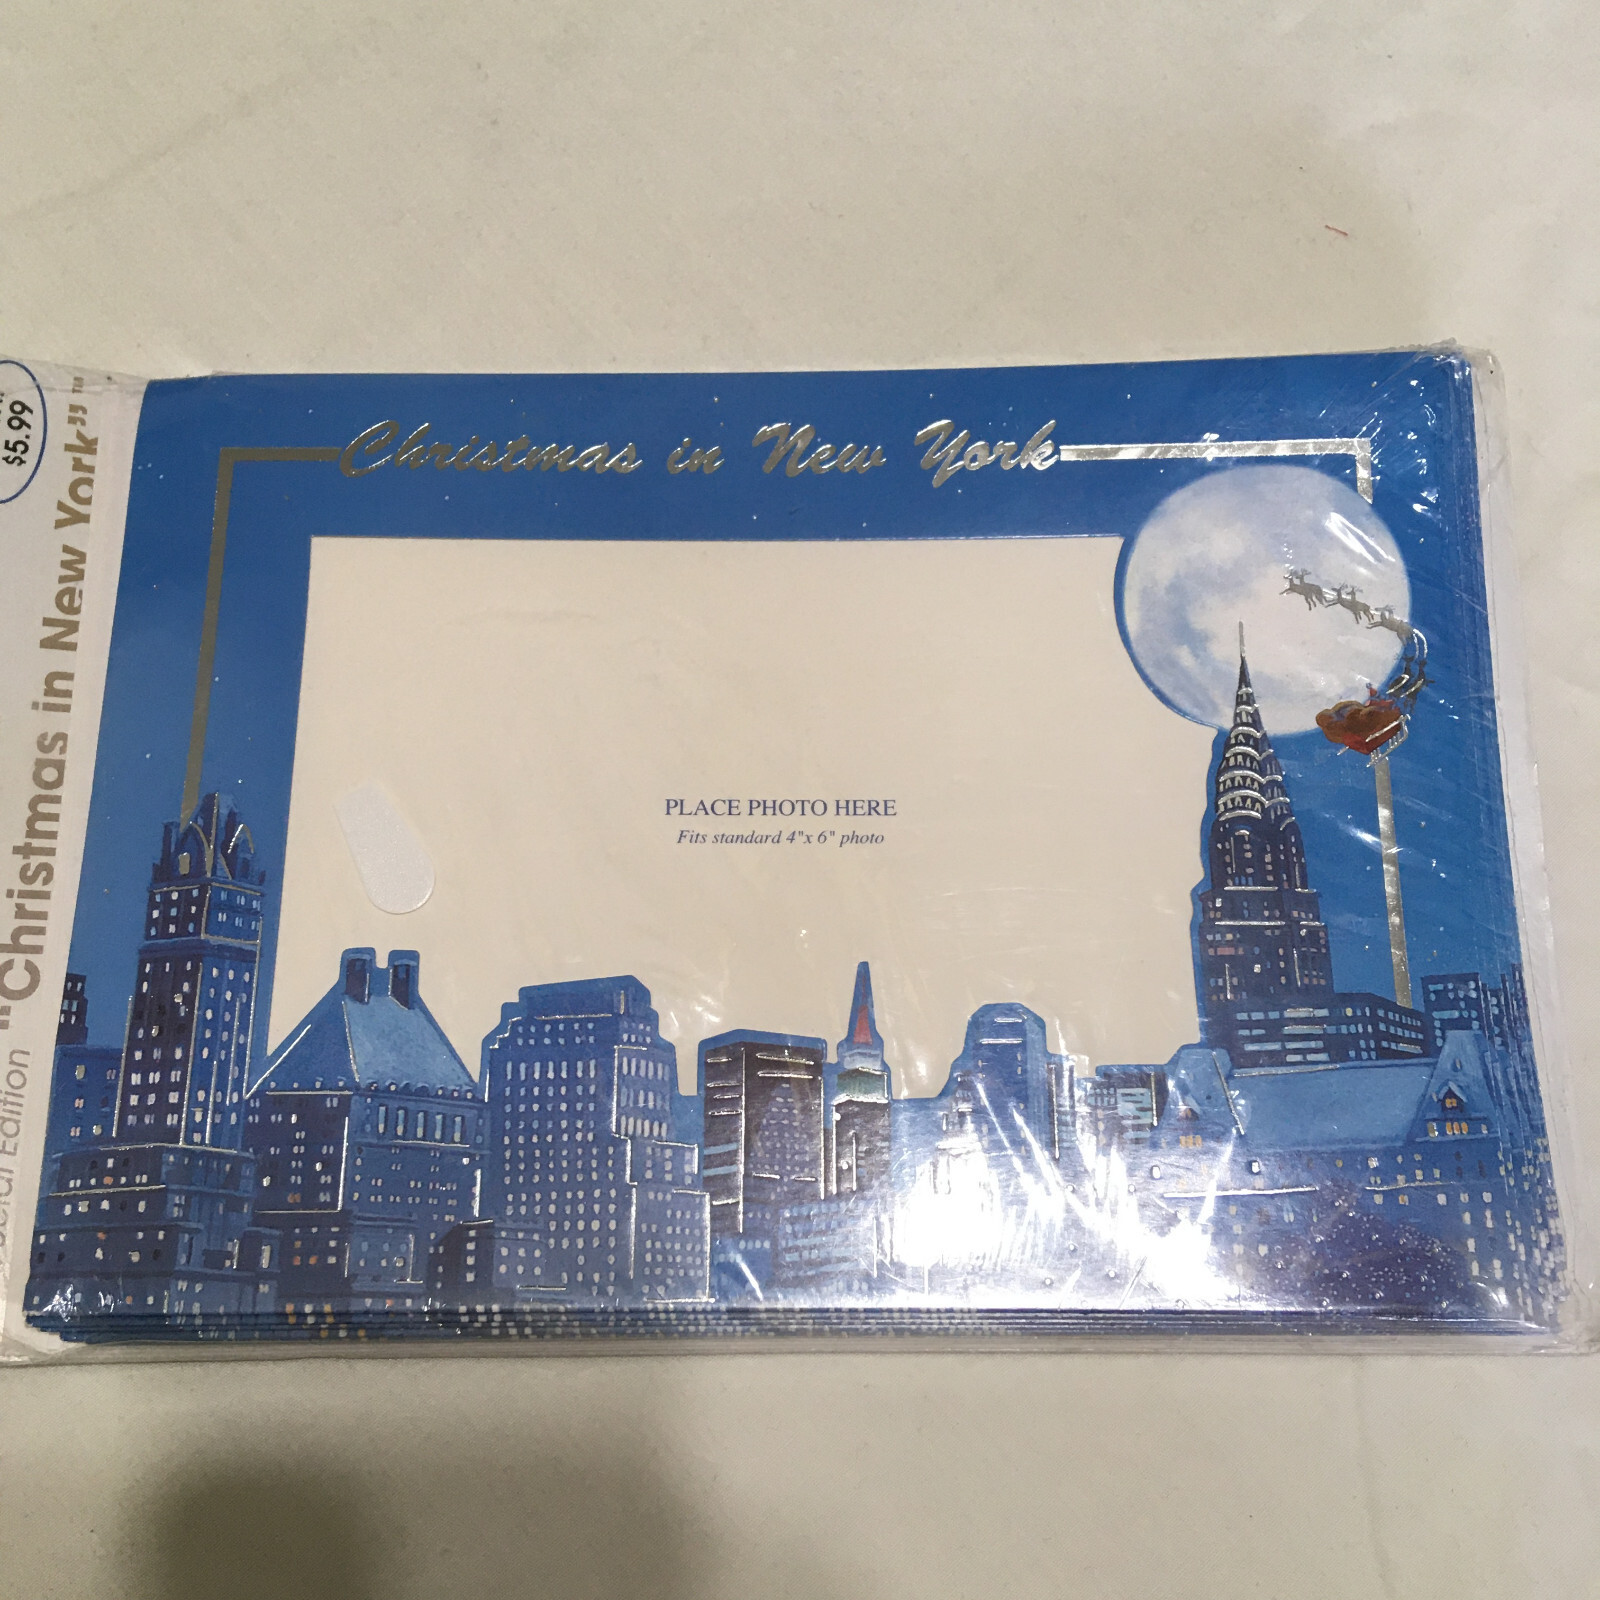 Christmas in New York
PLACE PHOTO HERE
Fits standard 4"x 6" photo
$5.99
Edition "Christmas in New York"™